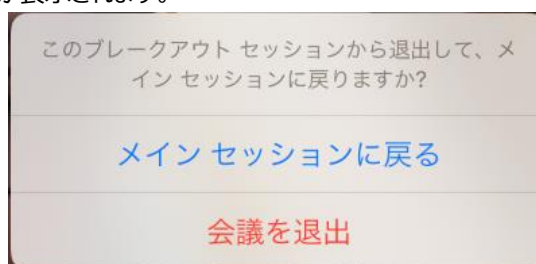 表示されます。
このブレークアウト セッションから退出して、メ
イン セッションに戻りますか?
メイン セッションに戻る
会議を退出